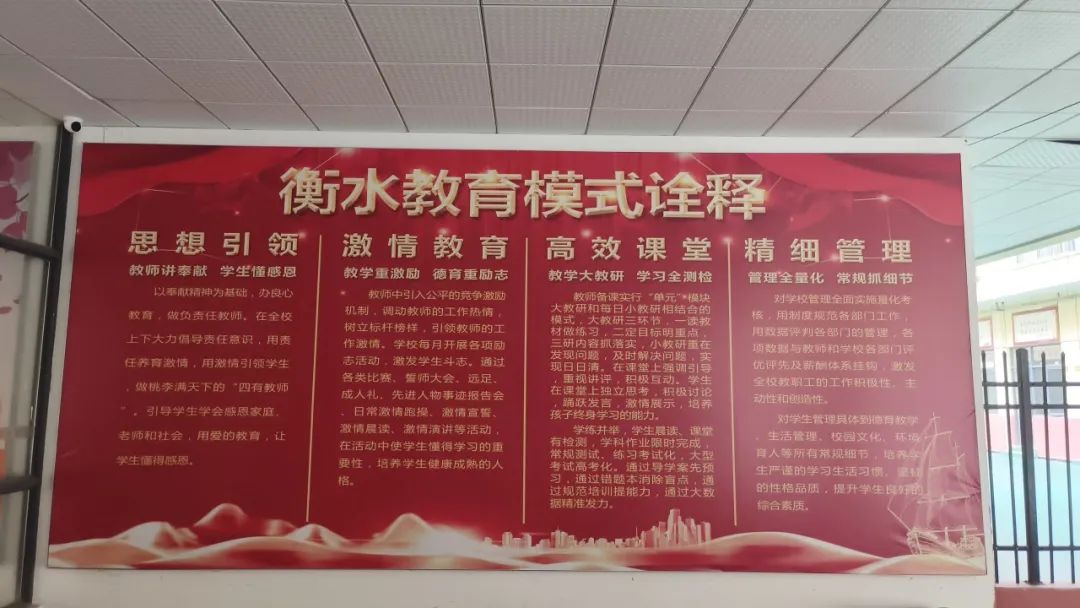 衡水教育模式诠释
思想引领
教师讲奉献 学生懂感恩
以奉献精神为基础，办良心
教育，做负责任教师。在全校
上下大力倡导责任意识，用责
任养育激情，用激情引领学生
，做桃李满天下的“四有教师
”。引导学生学会感恩家庭、
老师和社会，用爱的教育，让
学生懂得感恩。
激情教育
教学重激励 德育重励志
教师中引入公平的竞争激励
机制，调动教师的工作热情，
树立标杆榜样，引领教师的工
作激情。学校每月开展各项励
志活动，激发学生斗志。通过
各类比赛、誓师大会、远足、
成人礼、先进人物事迹报告会
、日常激情跑操、激情宣誓、
激情晨读、激情演讲等活动，
在活动中使学生懂得学习的重
要性，培养学生健康成熟的人
格。
高效课堂
教学大教研 学习全测检
教师备课实行“单元”“模块
大教研和每日小教研相结合的
模式，大教研三环节，一读教
材做练习，二定目标明重点，
三研内容抓落实，小教研重在
发现问题，及时解决问题，实
现日日清。在课堂上强调引导
，重视讲评，积极互动。学生
在课堂上独立思考，积极讨论
，踊跃发言，激情展示，培养
孩子终身学习的能力。
学练并举，学生晨读、课堂
有检测，学科作业限时完成，
常规测试、练习考试化，大型
考试高考化。通过导学案先预
习，通过错题本消除盲点，通
过规范培训提能力，通过大数
据精准发力。
精细管理
管理全量化 常规抓细节
对学校管理全面实施量化考
核，用制度规范各部门工作，
用数据评判各部门的管理，各
项数据与教师和学校各部门评
优评先及薪酬体系挂钩，激发
全校教职工的工作积极性、主
动性和创造性。
对学生管理具体到德育教学
、生活管理、校园文化、环境
育人等所有常规细节，培养学
生严谨的学习生活习惯、坚韧
的性格品质，提升学生良好的
综合素质。